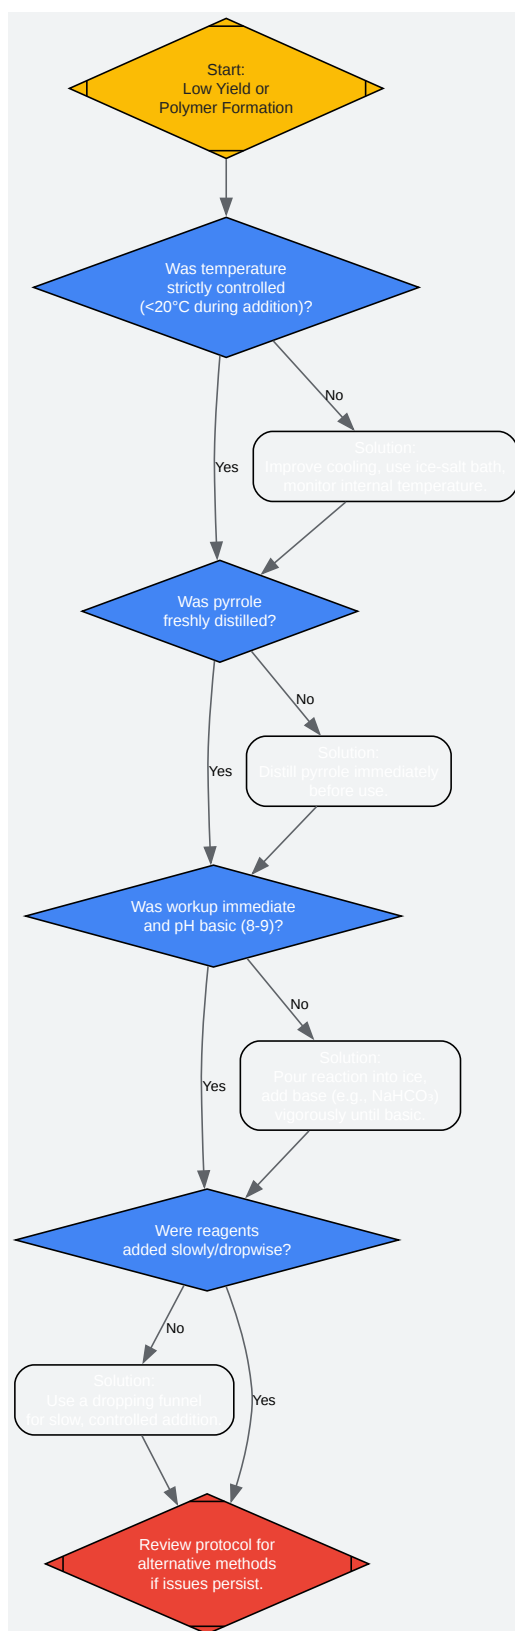 Start:
Low Yield or
Polymer Formation
Was temperature
strictly controlled
(<20°C during addition)?
No
Solution:
Improve cooling, use ice-salt bath,
monitor internal temperature.
Yes
Was pyrrole
freshly distilled?
No
Solution:
Distill pyrrole immediately
before use.
Yes
Was workup immediate
and pH basic (8-9)?
No
Solution:
Pour reaction into ice,
add base (e.g., NaHCO₃)
vigorously until basic.
Yes
Were reagents
added slowly/dropwise?
No
Solution:
Use a dropping funnel
for slow, controlled addition.
Yes
Review protocol for
alternative methods
if issues persist.